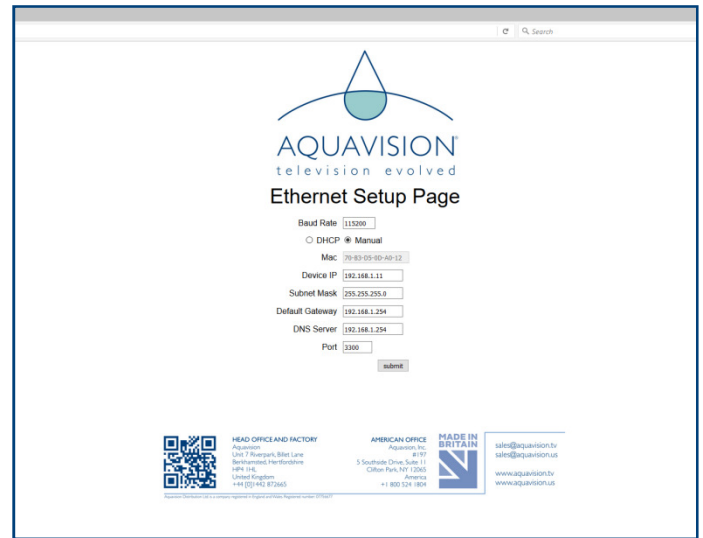 Search
AQUAVISION®
television evolved
Ethernet Setup Page
Baud Rate 115200
DHCP Manual
Mac 70-B3-D5-0D-A0-12
Device IP 192.168.1.11
Subnet Mask 255.255.255.0
Default Gateway 192.168.1.254
DNS Server 192.168.1.254
Port 3300
submit
HEAD OFFICE AND FACTORY
Aquavision
Unit 7 Riverpark, Billet Lane
Berkhamsted, Hertfordshire
HP4 1HL
United Kingdom
+44 [0]1442 872665
AMERICAN OFFICE
Aquavision, Inc.
#197
5 Southside Drive, Suite 11
Clifton Park, NY 12065
America
+1 800 524 1804
MADE IN
BRITAIN
sales@aquavision.tv
sales@aquavision.us
www.aquavision.tv
www.aquavision.us